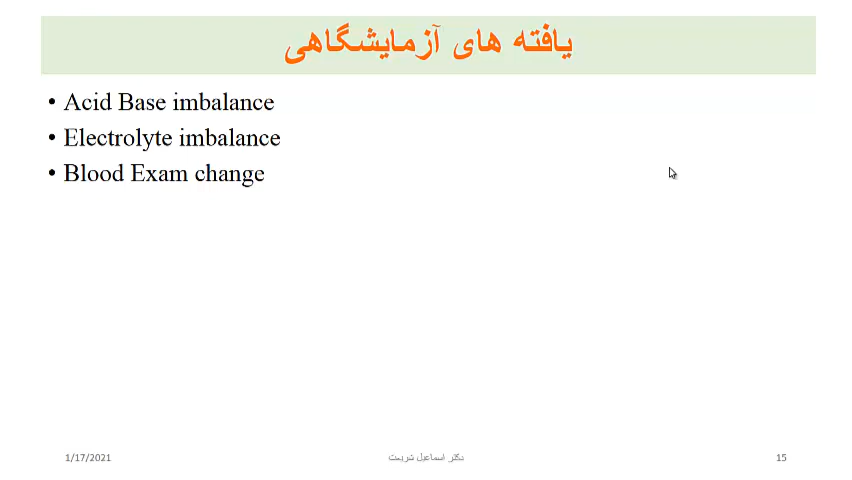 یافته های آزمایشگاهی
• Acid Base imbalance
• Electrolyte imbalance
• Blood Exam change
1/17/2021
دکتر اسماعیل شریعت
15